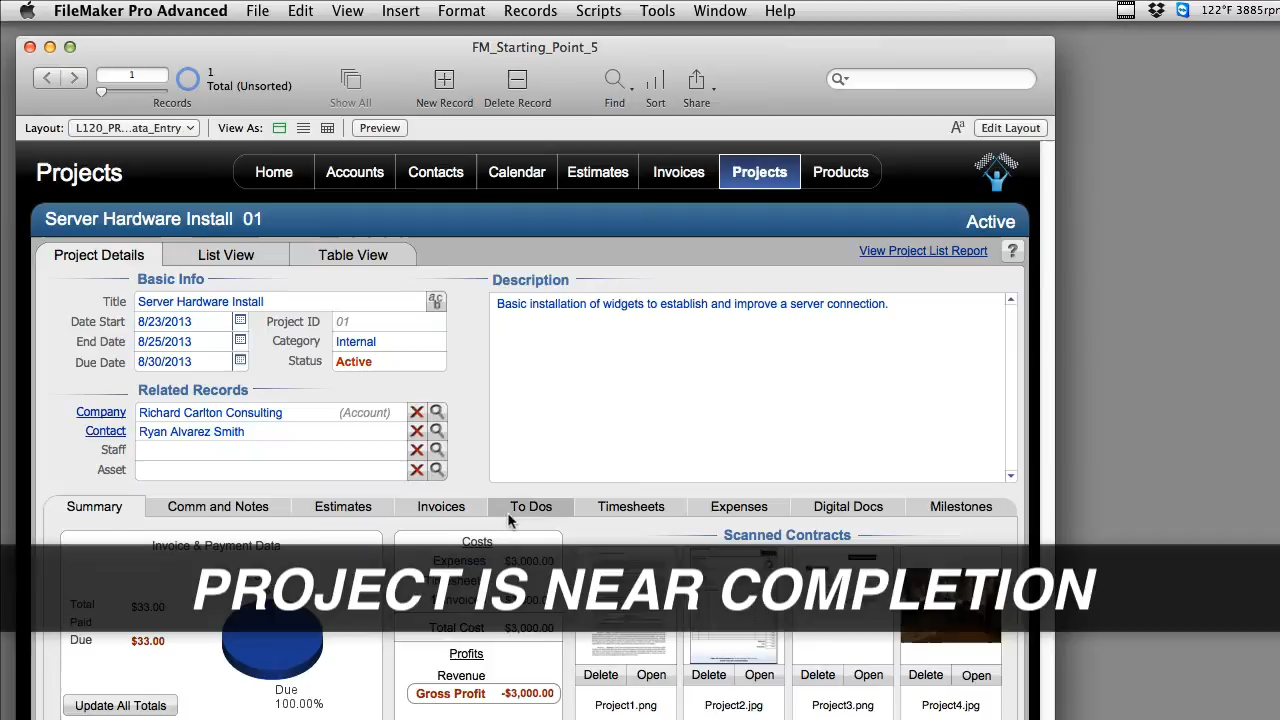 FileMaker Pro Advanced File Edit View Insert Format Records Scripts Tools Window Help 122°F 3885rpm
FM_Starting_Point_5
1
1
Total (Unsorted)
Records Show All New Record Delete Record Find Sort Share
Layout: L120_PR...ata_Entry View As: Preview Aa Edit Layout
Projects Home Accounts Contacts Calendar Estimates Invoices Projects Products
Server Hardware Install 01 Active
Project Details List View Table View View Project List Report ?
Basic Info Description
Title Server Hardware Install abc
Basic installation of widgets to establish and improve a server connection.
Date Start 8/23/2013 Project ID 01
End Date 8/25/2013 Category Internal
Due Date 8/30/2013 Status Active
Related Records
Company Richard Carlton Consulting (Account)
Contact Ryan Alvarez Smith
Staff
Asset
Summary Comm and Notes Estimates Invoices To Dos Timesheets Expenses Digital Docs Milestones
Invoice & Payment Data Costs Scanned Contracts
Expenses $3,000.00
PROJECT IS NEAR COMPLETION
Total $33.00
Paid
Total Cost $3,000.00
Due $33.00
Profits
Revenue
Gross Profit -$3,000.00
Due
100.00%
Update All Totals
Delete Open Delete Open Delete Open Delete Open
Project1.png Project2.jpg Project3.png Project4.jpg